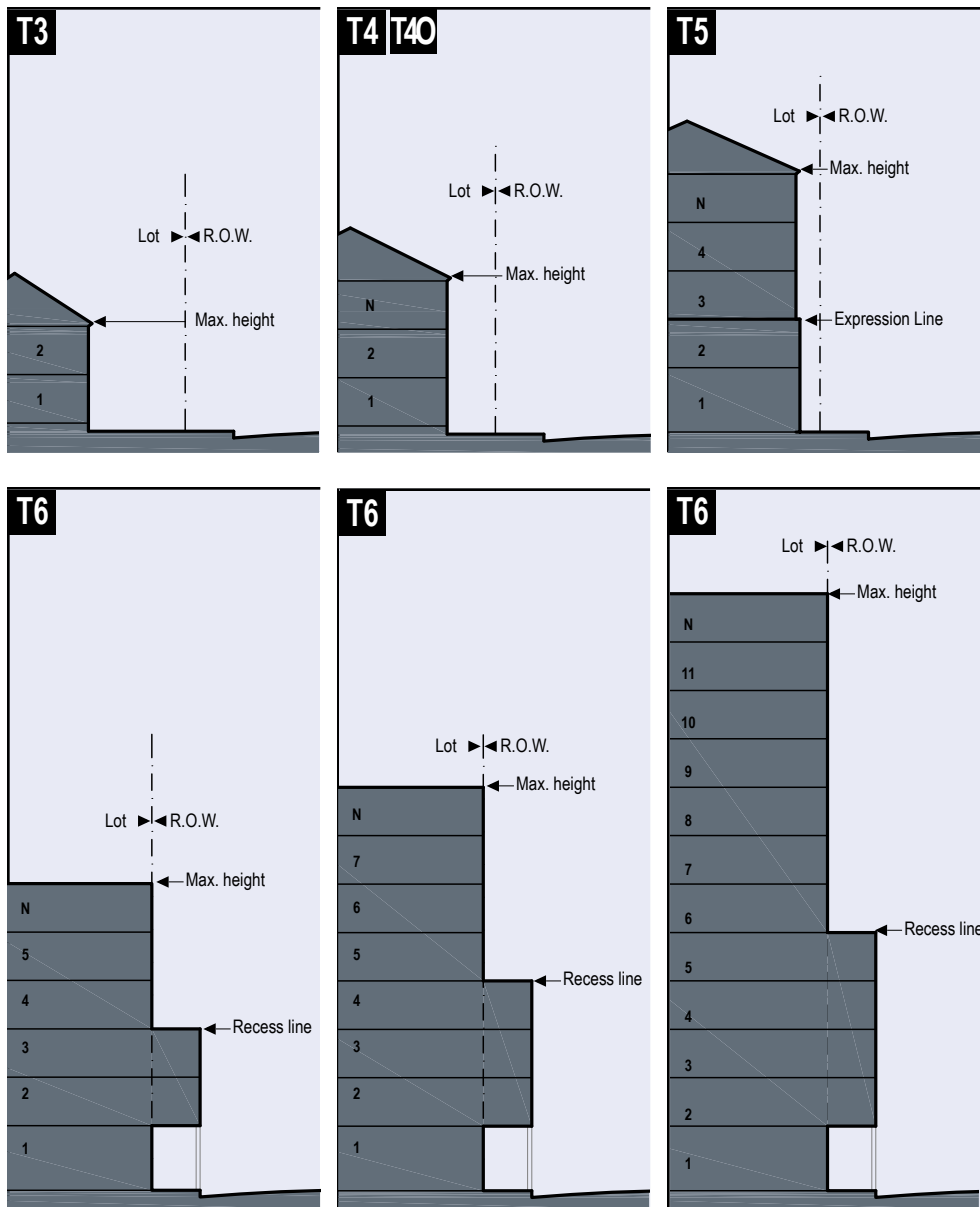 T3
Lot R.O.W.
Max. height
2
1
T4 T4O
Lot R.O.W.
Max. height
N
2
1
T5
Lot R.O.W.
Max. height
N
4
3
Expression Line
2
1
T6
Lot R.O.W.
Max. height
N
5
4
Recess line
3
2
1
T6
Lot R.O.W.
Max. height
N
7
6
5
Recess line
4
3
2
1
T6
Lot R.O.W.
Max. height
N
11
10
9
8
7
6
Recess line
5
4
3
2
1